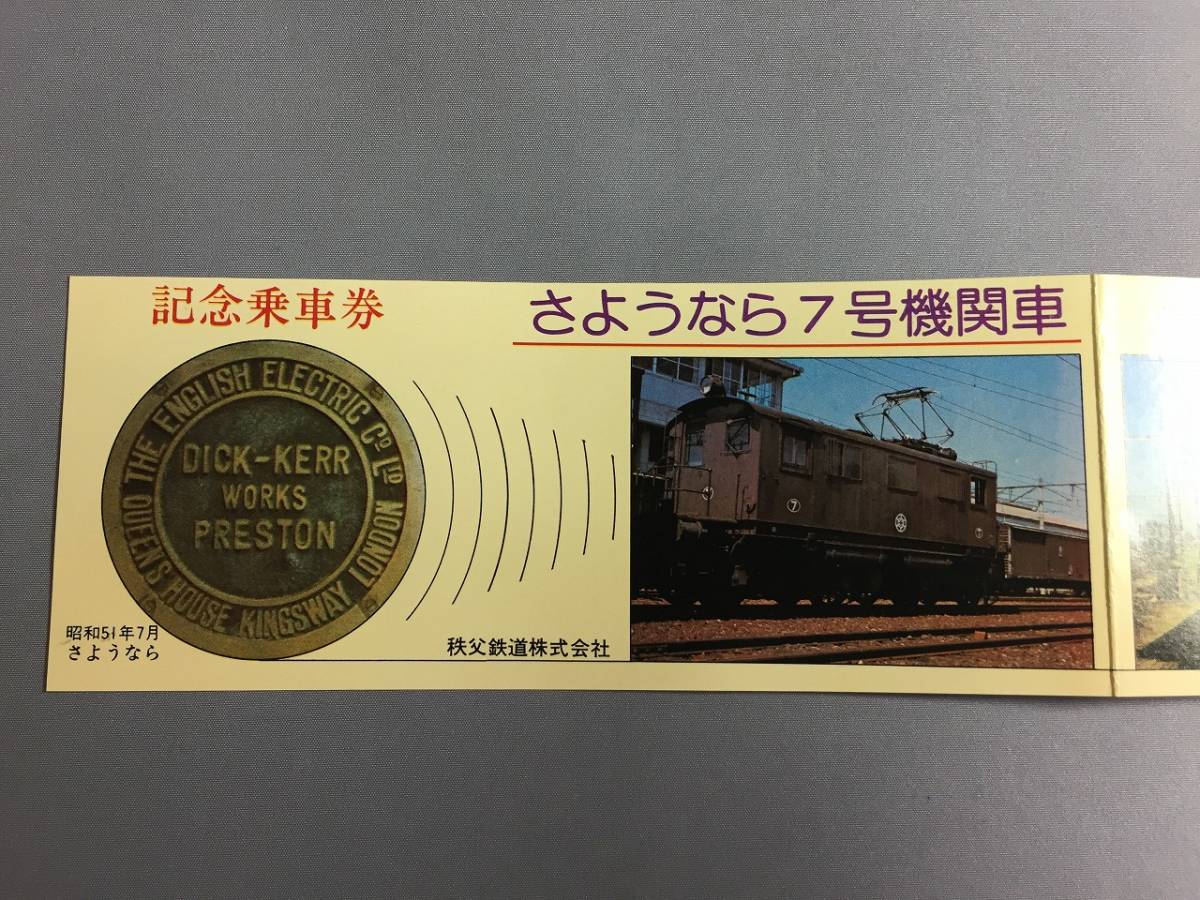 記念乗車券
さようなら7号機関車
THE ENGLISH ELECTRIC Co LTD
QUEEN'S HOUSE KINGSWAY LONDON
DICK-KERR
WORKS
PRESTON
7
昭和51年7月
さようなら
秩父鉄道株式会社